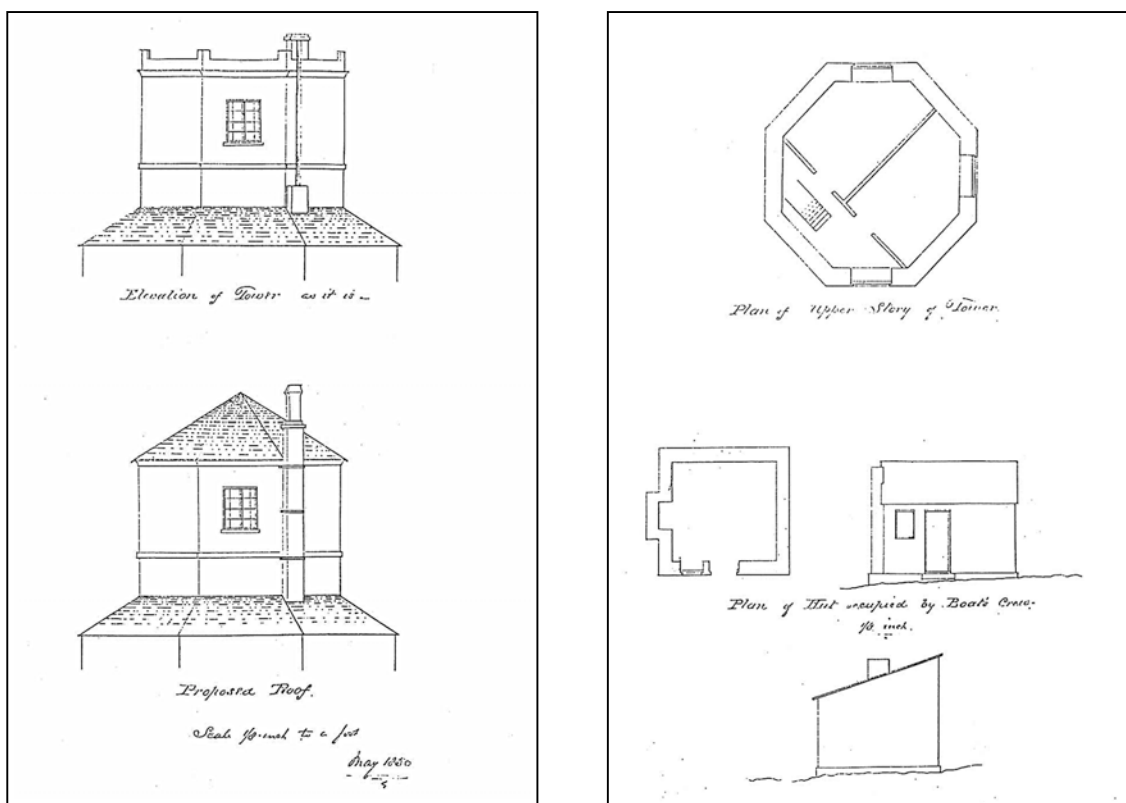 Elevation of Tower as it is
Proposed Roof.
Scale 1/8 inch to a foot
May 1850
Plan of Upper Story of Tower.
Plan of Hut occupied by Boat's Crew
1/8 inch.